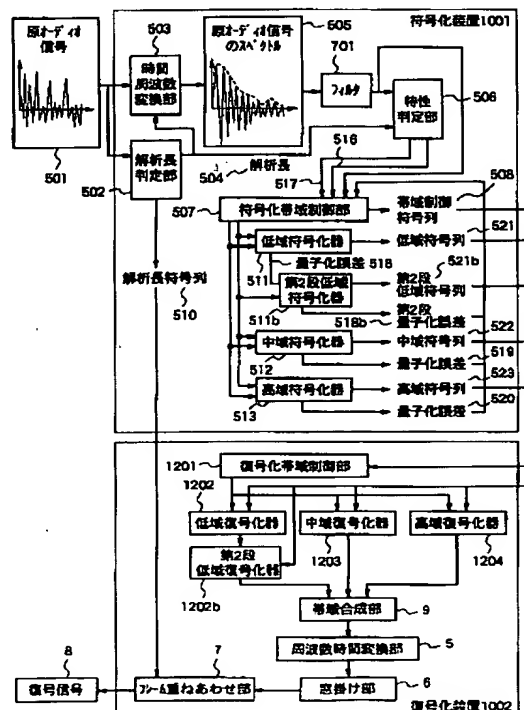 原オーディオ
信号
501
503
時間
周波数
変換部
505
原オーディオ信号
のスペクトル
701
フィルタ
符号化装置1001
特性
判定部
506
解析長
判定部
502
504
解析長
516
517
507
符号化帯域制御部
508
帯域制御
符号列
低域符号化器
511
低域符号列
521
量子化誤差 518
解析長符号列
510
第2段低域
符号化器
511b
第2段
低域符号列
521b
第2段
量子化誤差
518b
中域符号化器
512
中域符号列
522
量子化誤差
519
高域符号化器
513
高域符号列
523
量子化誤差
520
1201
復号化帯域制御部
1202
低域復号化器
中域復号化器
1203
高域復号化器
1204
第2段
低域復号化器
1202b
帯域合成部
9
周波数時間変換部
5
窓掛け部
6
7
フレーム重ねあわせ部
8
復号信号
復号化装置1002